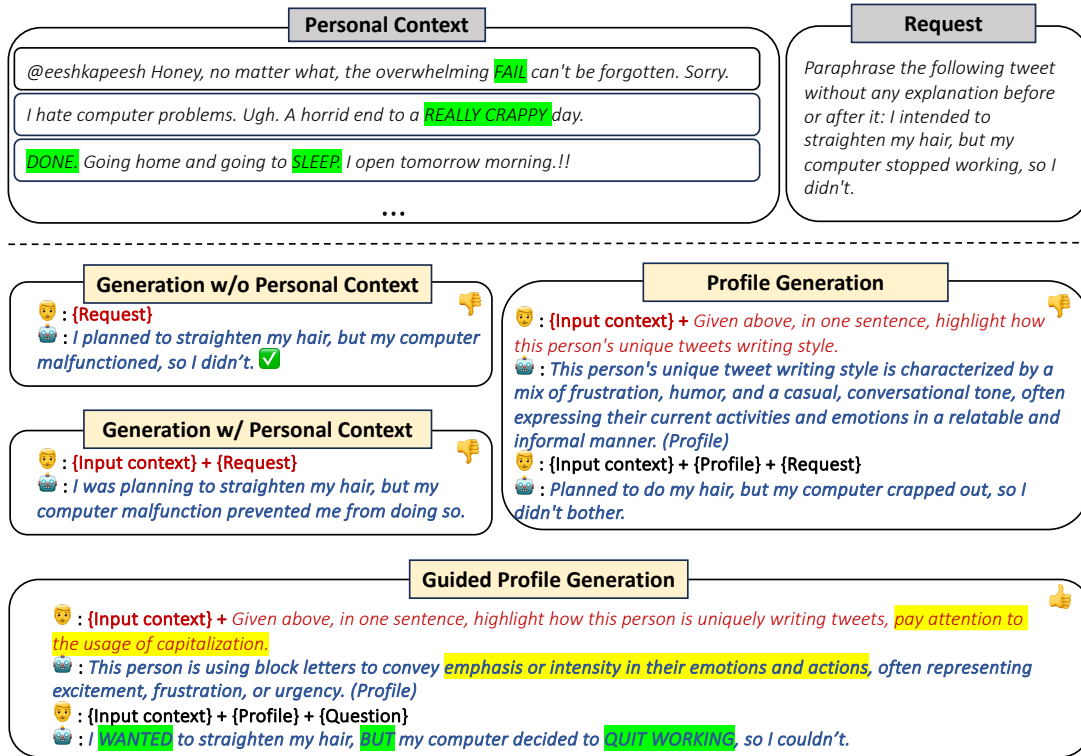 Personal Context
@eeshkapeesh Honey, no matter what, the overwhelming FAIL can't be forgotten. Sorry.
I hate computer problems. Ugh. A horrid end to a REALLY CRAPPY day.
DONE. Going home and going to SLEEP. I open tomorrow morning.!!
...
Request
Paraphrase the following tweet
without any explanation before
or after it: I intended to
straighten my hair, but my
computer stopped working, so I
didn't.
Generation w/o Personal Context
: {Request}
: I planned to straighten my hair, but my computer
malfunctioned, so I didn't.
Generation w/ Personal Context
: {Input context} + {Request}
: I was planning to straighten my hair, but my
computer malfunction prevented me from doing so.
Profile Generation
: {Input context} + Given above, in one sentence, highlight how
this person's unique tweets writing style.
: This person's unique tweet writing style is characterized by a
mix of frustration, humor, and a casual, conversational tone, often
expressing their current activities and emotions in a relatable and
informal manner. (Profile)
: {Input context} + {Profile} + {Request}
: Planned to do my hair, but my computer crapped out, so I
didn't bother.
Guided Profile Generation
: {Input context} + Given above, in one sentence, highlight how this person is uniquely writing tweets, pay attention to
the usage of capitalization.
: This person is using block letters to convey emphasis or intensity in their emotions and actions, often representing
excitement, frustration, or urgency. (Profile)
: {Input context} + {Profile} + {Question}
: I WANTED to straighten my hair, BUT my computer decided to QUIT WORKING, so I couldn't.